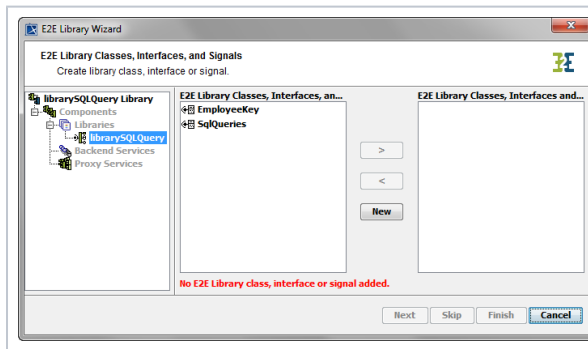 E2E Library Wizard
E2E Library Classes, Interfaces, and Signals
Create library class, interface or signal.
librarySQLQuery Library
Components
Libraries
librarySQLQuery
Backend Services
Proxy Services
E2E Library Classes, Interfaces, an...
EmployeeKey
SqlQueries
>
<
New
E2E Library Classes, Interfaces and...
No E2E Library class, interface or signal added.
Next Skip Finish Cancel